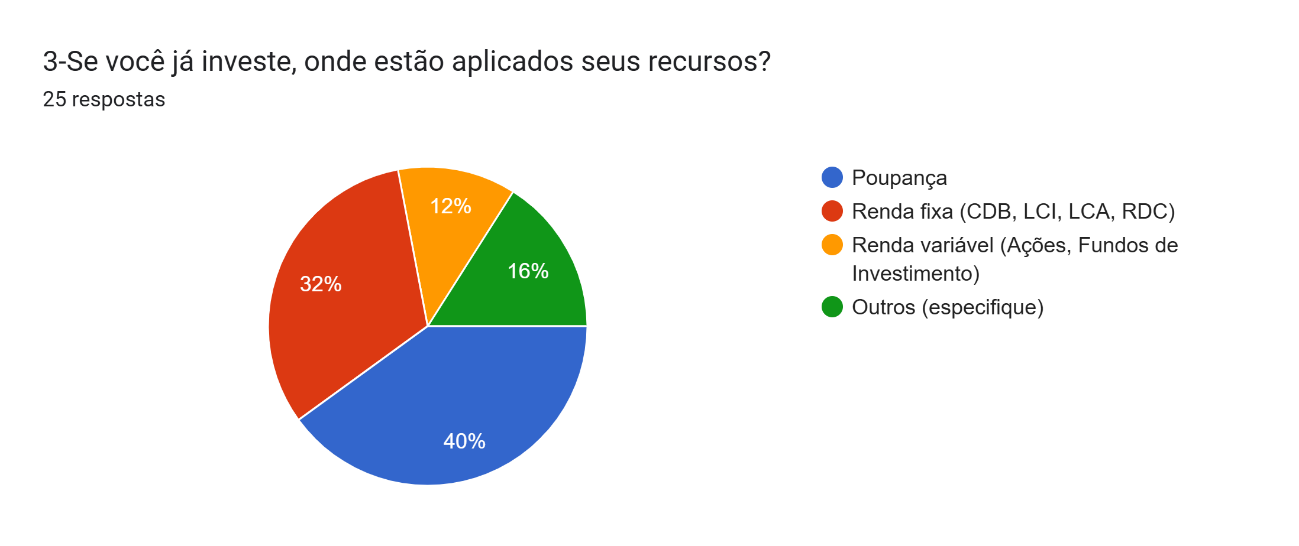 3-Se você já investe, onde estão aplicados seus recursos?
25 respostas
Poupança
Renda fixa (CDB, LCI, LCA, RDC)
Renda variável (Ações, Fundos de
Investimento)
Outros (especifique)
12%
16%
32%
40%